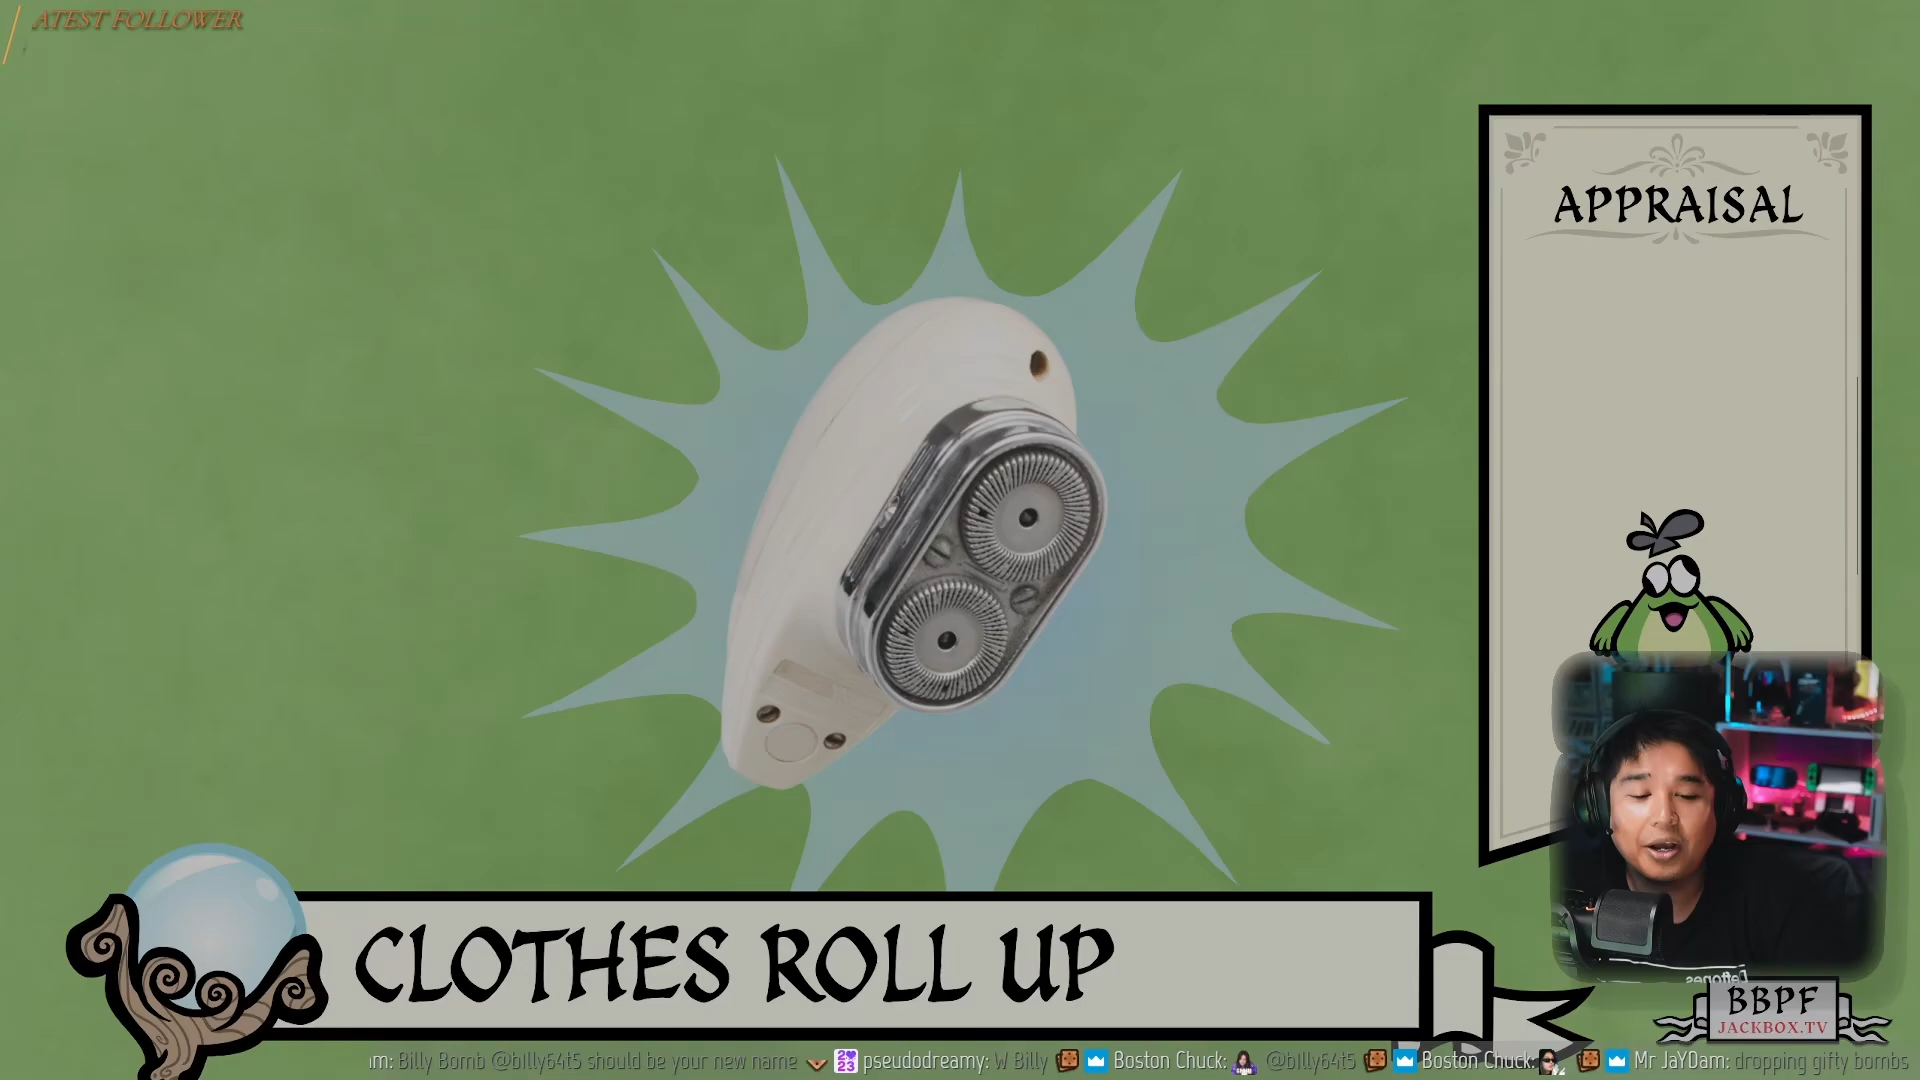 ATEST FOLLOWER
APPRAISAL
CLOTHES ROLL UP
BBPF
JACKBOX.TV
ım: Billy Bomb @billy64t5 should be your new name pseudodreamy: W Billy Boston Chuck: @billy64t5 Boston Chuck: Mr JaYDam: dropping gifty bombs